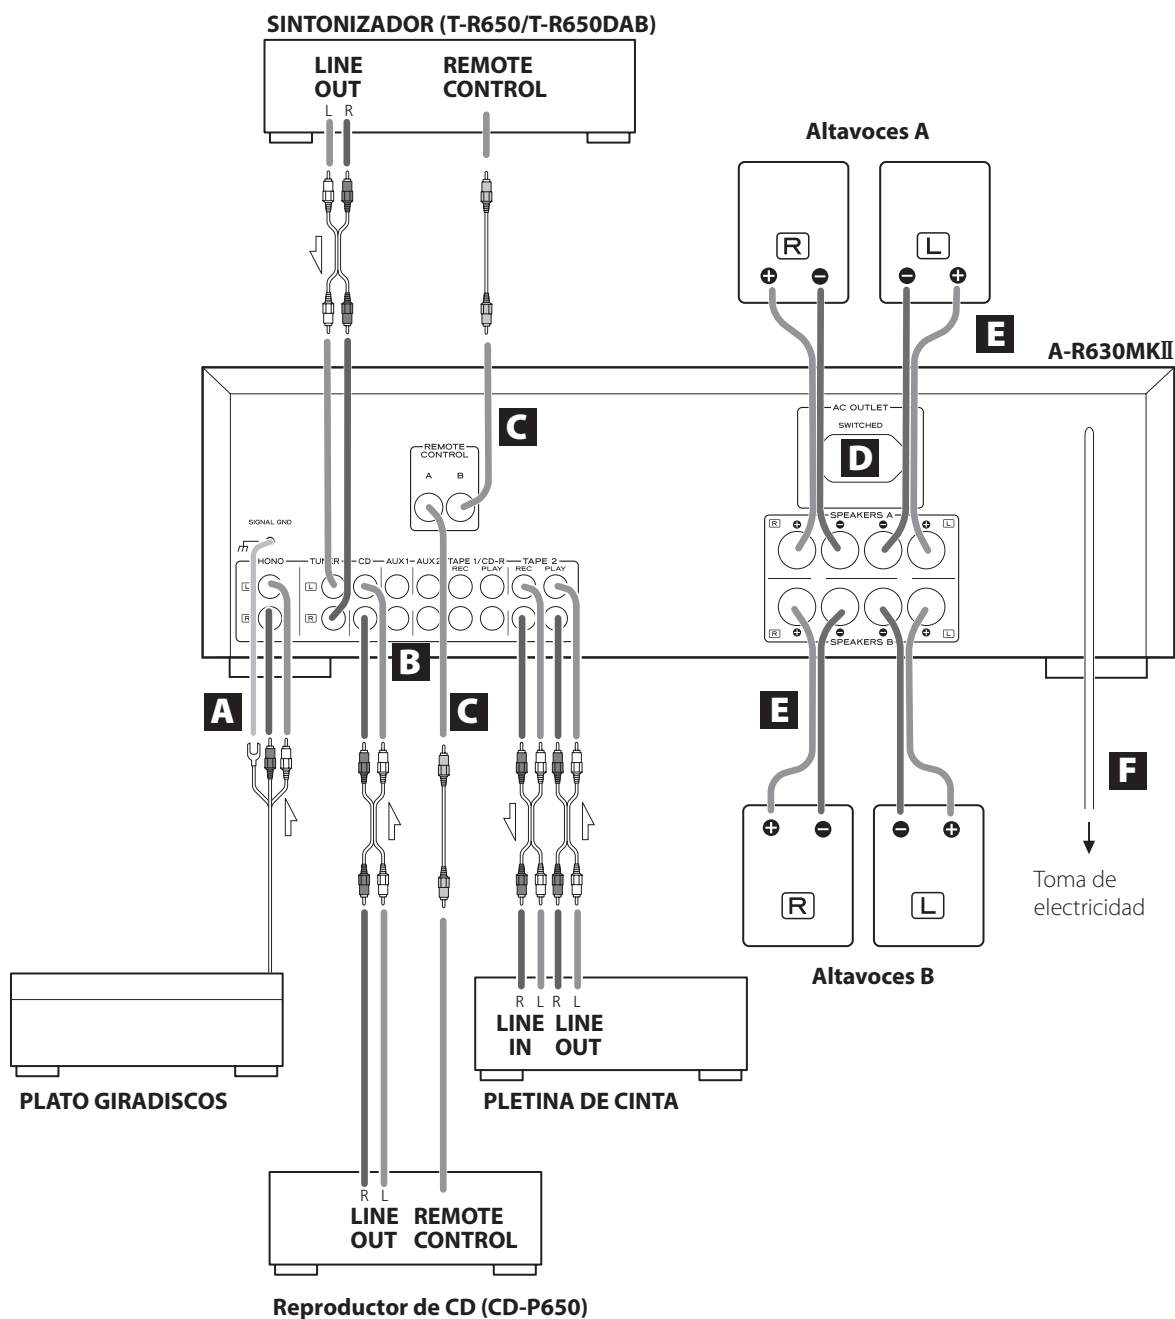 SINTONIZADOR (T-R650/T-R650DAB)
LINE OUT
L R
REMOTE CONTROL
Altavoces A
R
L
E
A-R630MKⅡ
AC OUTLET
SWITCHED
D
C
REMOTE CONTROL
A B
SIGNAL GND
HONO TUNER CD AUX1 AUX2 TAPE 1/CD-R TAPE 2
REC PLAY REC PLAY
L L
R R
SPEAKERS A
R L
R L
SPEAKERS B
B
A
C
E
F
Toma de
electricidad
R
L
Altavoces B
R L R L
LINE IN
LINE OUT
PLATO GIRADISCOS
PLETINA DE CINTA
R L
LINE OUT
REMOTE CONTROL
Reproductor de CD (CD-P650)